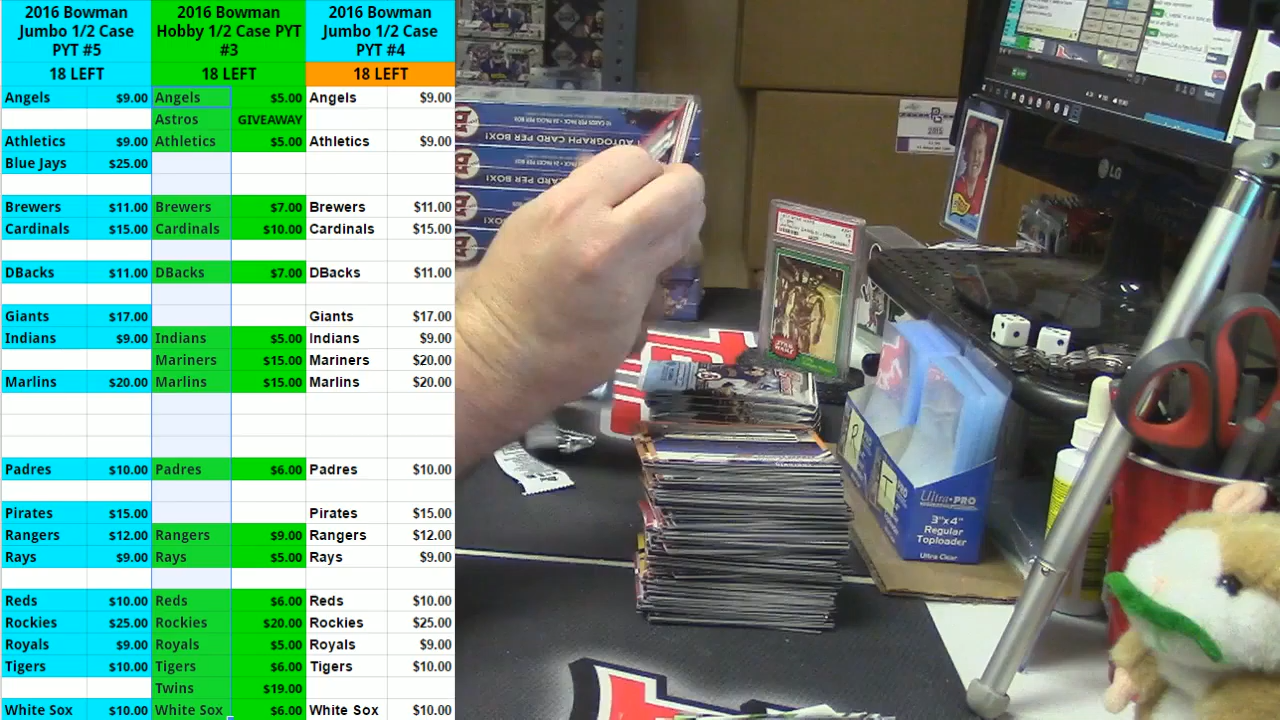 2016 Bowman Jumbo 1/2 Case PYT #5
18 LEFT
Angels $9.00
Athletics $9.00
Blue Jays $25.00
Brewers $11.00
Cardinals $15.00
DBacks $11.00
Giants $17.00
Indians $9.00
Marlins $20.00
Padres $10.00
Pirates $15.00
Rangers $12.00
Rays $9.00
Reds $10.00
Rockies $25.00
Royals $9.00
Tigers $10.00
White Sox $10.00
2016 Bowman Hobby 1/2 Case PYT #3
18 LEFT
Angels $5.00
Astros GIVEAWAY
Athletics $5.00
Brewers $7.00
Cardinals $10.00
DBacks $7.00
Indians $5.00
Mariners $15.00
Marlins $15.00
Padres $6.00
Rangers $9.00
Rays $5.00
Reds $6.00
Rockies $20.00
Royals $5.00
Tigers $6.00
Twins $19.00
White Sox $6.00
2016 Bowman Jumbo 1/2 Case PYT #4
18 LEFT
Angels $9.00
Athletics $9.00
Brewers $11.00
Cardinals $15.00
DBacks $11.00
Giants $17.00
Indians $9.00
Mariners $20.00
Marlins $20.00
Padres $10.00
Pirates $15.00
Rangers $12.00
Rays $9.00
Reds $10.00
Rockies $25.00
Royals $9.00
Tigers $10.00
White Sox $10.00
AUTOGRAPH CARD PER BOX!
LG
STAR WARS
R
T
Ultra·PRO
3"x4"
Regular
Toploader
Ultra Clear